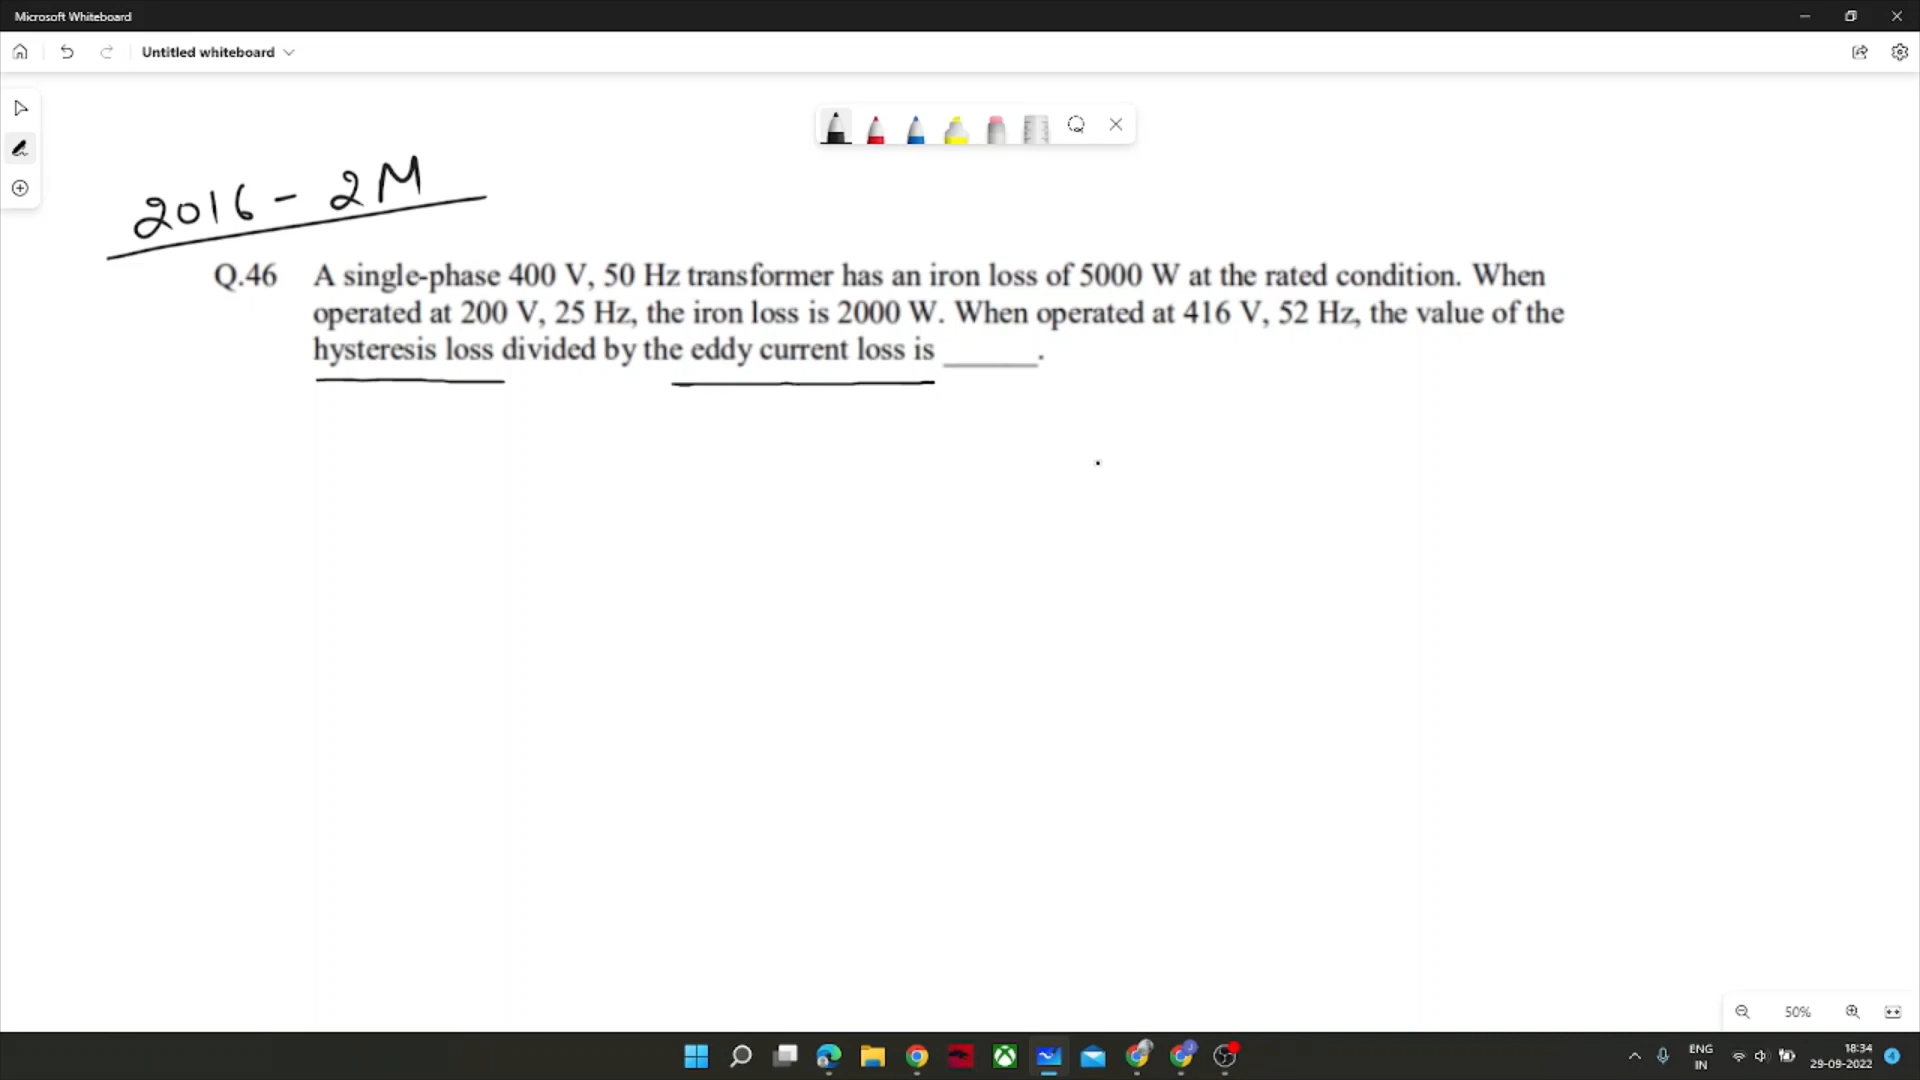 Microsoft Whiteboard
Untitled whiteboard
2016 - 2M
Q.46 A single-phase 400 V, 50 Hz transformer has an iron loss of 5000 W at the rated condition. When
operated at 200 V, 25 Hz, the iron loss is 2000 W. When operated at 416 V, 52 Hz, the value of the
hysteresis loss divided by the eddy current loss is ______.
50%
ENG
IN
18:34
29-09-2022
4